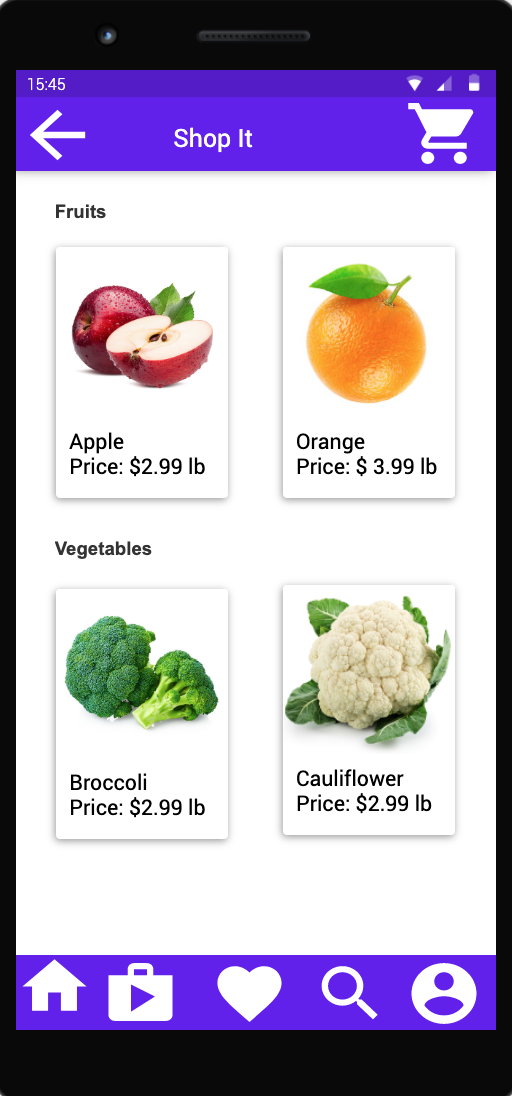 15:45
Shop It
Fruits
Apple
Price: $2.99 lb
Orange
Price: $ 3.99 lb
Vegetables
Broccoli
Price: $2.99 lb
Cauliflower
Price: $2.99 lb